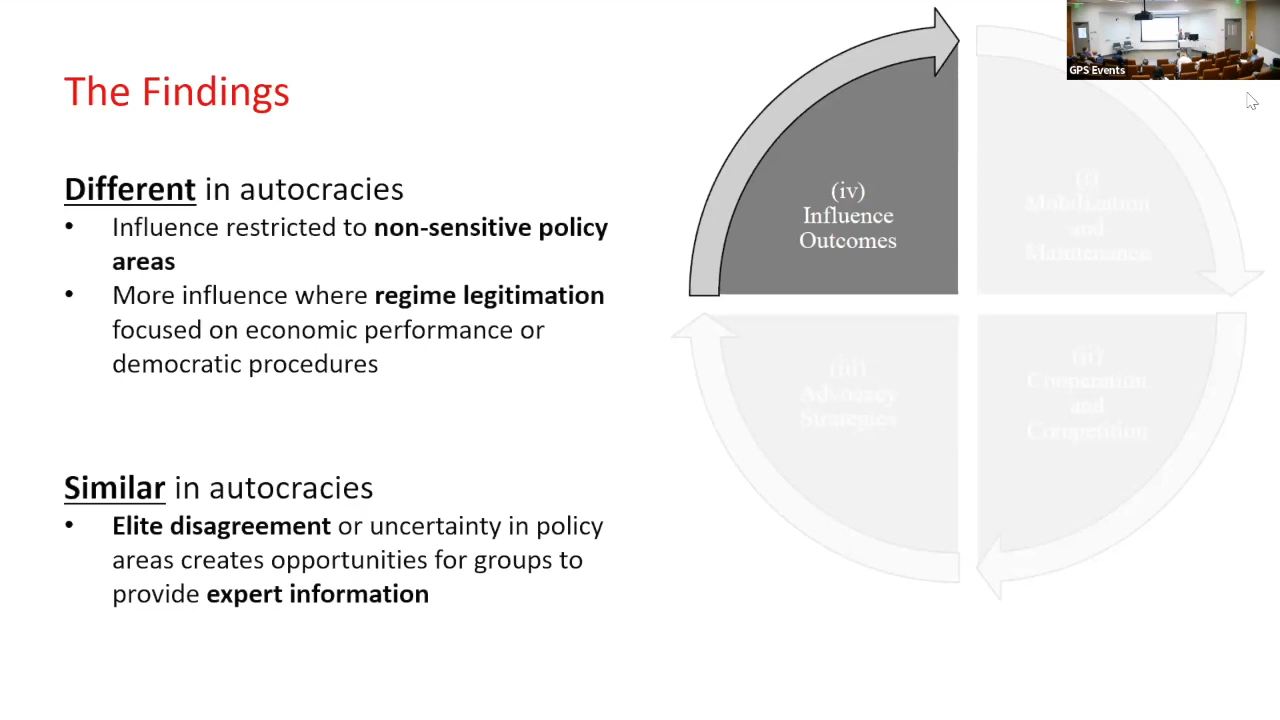 The Findings
Different in autocracies
• Influence restricted to non-sensitive policy
areas
• More influence where regime legitimation
focused on economic performance or
democratic procedures
Similar in autocracies
• Elite disagreement or uncertainty in policy
areas creates opportunities for groups to
provide expert information
(iv)
Influence
Outcomes
(i)
Mobilization
and
Maintenance
(iii)
Advocacy
Strategies
(ii)
Cooperation
and
Competition
GPS Events